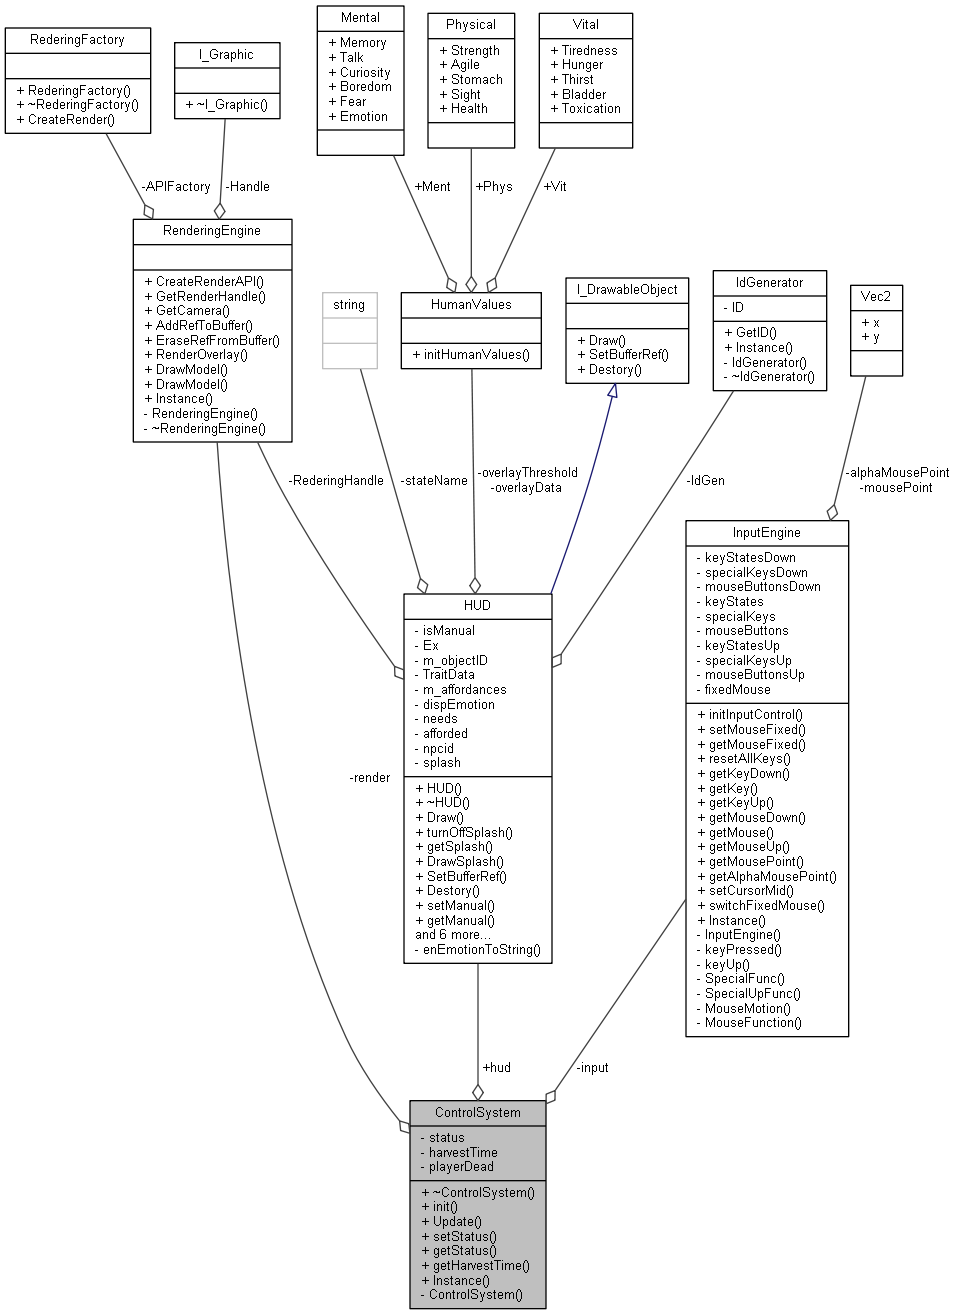 RederingFactory
+ RederingFactory()
+ ~RederingFactory()
+ CreateRender()
I_Graphic
+ ~I_Graphic()
Mental
+ Memory
+ Talk
+ Curiosity
+ Boredom
+ Fear
+ Emotion
Physical
+ Strength
+ Agile
+ Stomach
+ Sight
+ Health
Vital
+ Tiredness
+ Hunger
+ Thirst
+ Bladder
+ Toxication
-APIFactory
-Handle
+Ment
+Phys
+Vit
RenderingEngine
+ CreateRenderAPI()
+ GetRenderHandle()
+ GetCamera()
+ AddRefToBuffer()
+ EraseRefFromBuffer()
+ RenderOverlay()
+ DrawModel()
+ DrawModel()
+ Instance()
- RenderingEngine()
- ~RenderingEngine()
string
HumanValues
+ initHumanValues()
I_DrawableObject
+ Draw()
+ SetBufferRef()
+ Destory()
IdGenerator
- ID
+ GetID()
+ Instance()
- IdGenerator()
- ~IdGenerator()
Vec2
+ x
+ y
-RederingHandle
-stateName
-overlayThreshold
-overlayData
-IdGen
-alphaMousePoint
-mousePoint
HUD
- isManual
- Ex
- m_objectID
- TraitData
- m_affordances
- dispEmotion
- needs
- afforded
- npcid
- splash
+ HUD()
+ ~HUD()
+ Draw()
+ turnOffSplash()
+ getSplash()
+ DrawSplash()
+ SetBufferRef()
+ Destory()
+ setManual()
+ getManual()
and 6 more...
- enEmotionToString()
InputEngine
- keyStatesDown
- specialKeysDown
- mouseButtonsDown
- keyStates
- specialKeys
- mouseButtons
- keyStatesUp
- specialKeysUp
- mouseButtonsUp
- fixedMouse
+ initInputControl()
+ setMouseFixed()
+ getMouseFixed()
+ resetAllKeys()
+ getKeyDown()
+ getKey()
+ getKeyUp()
+ getMouseDown()
+ getMouse()
+ getMouseUp()
+ getMousePoint()
+ getAlphaMousePoint()
+ setCursorMid()
+ switchFixedMouse()
+ Instance()
- InputEngine()
- keyPressed()
- keyUp()
- SpecialFunc()
- SpecialUpFunc()
- MouseMotion()
- MouseFunction()
-render
+hud
-input
ControlSystem
- status
- harvestTime
- playerDead
+ ~ControlSystem()
+ init()
+ Update()
+ setStatus()
+ getStatus()
+ getHarvestTime()
+ Instance()
- ControlSystem()